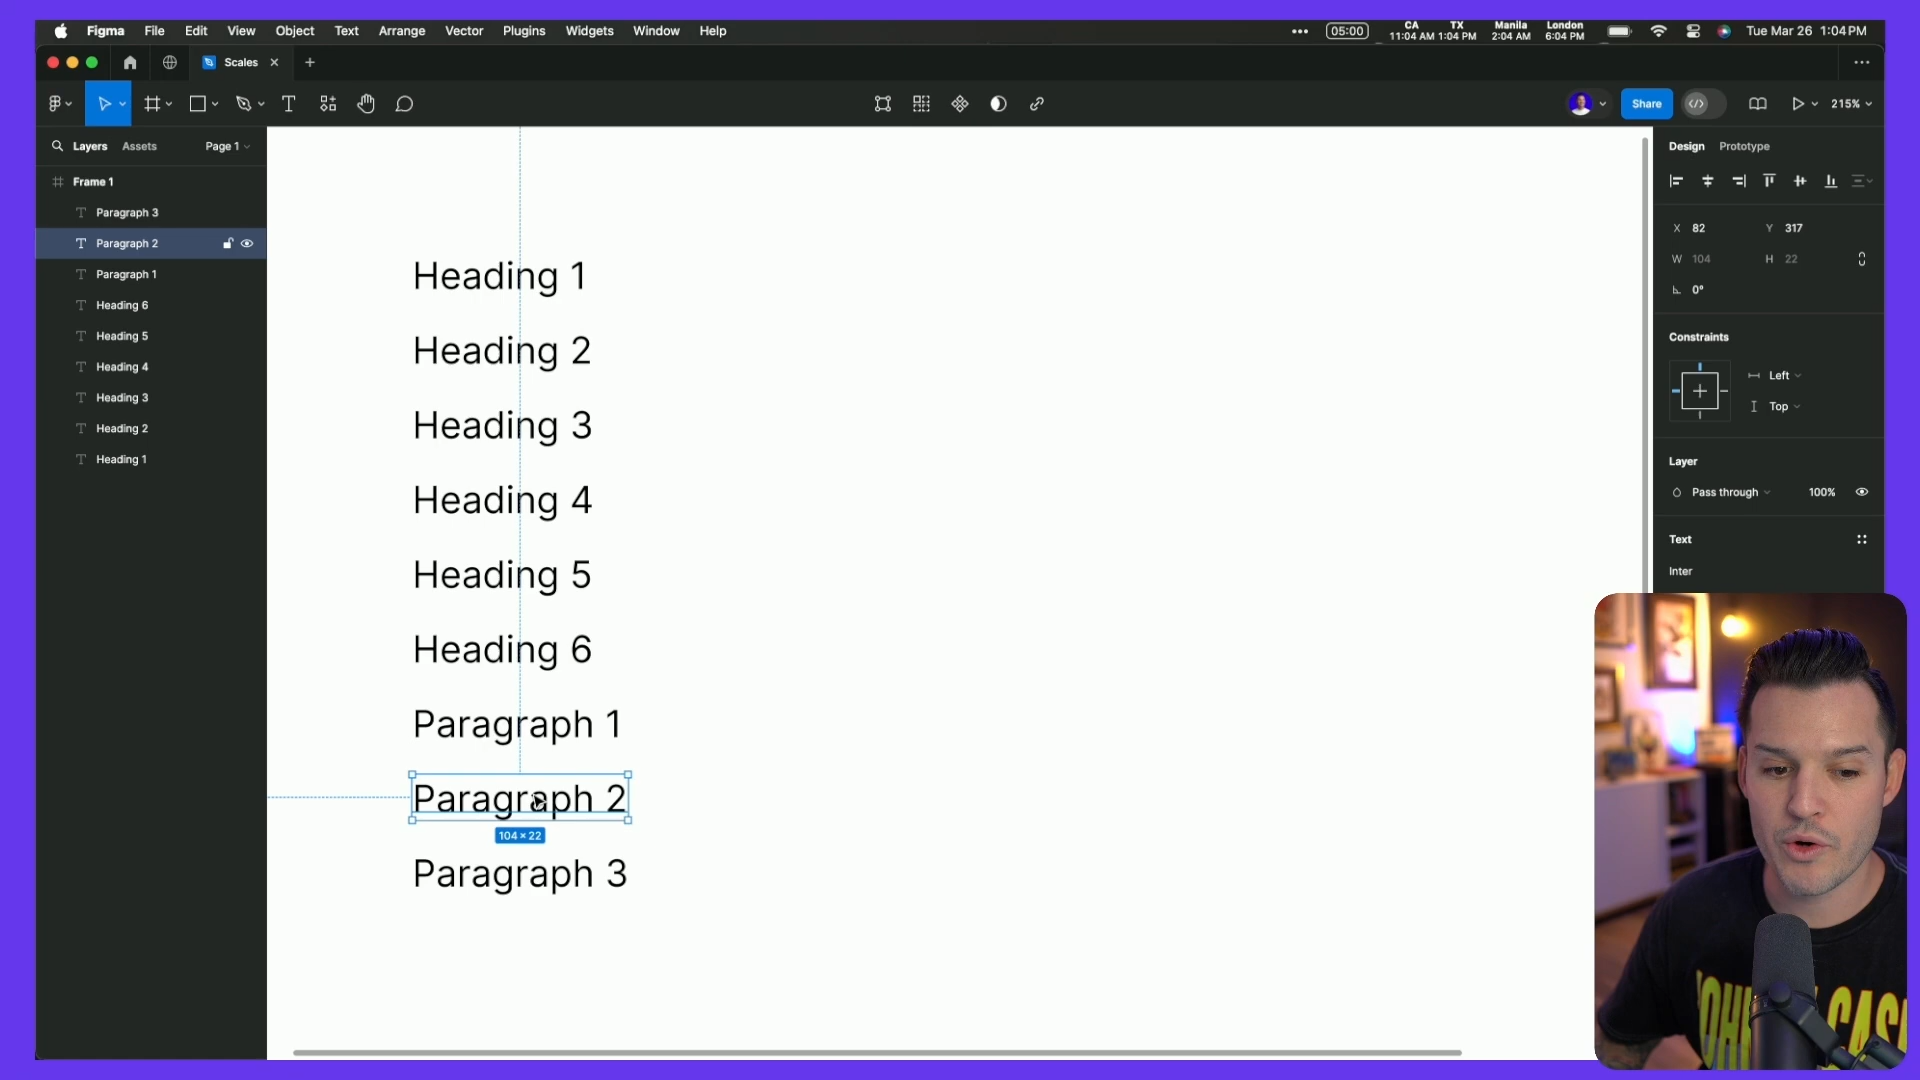 Figma File Edit View Object Text Arrange Vector Plugins Widgets Window Help
05:00
CA TX Manila London
11:04 AM 1:04 PM 2:04 AM 6:04 PM
Tue Mar 26 1:04 PM
Scales
Share
215%
Layers Assets Page 1
Frame 1
Paragraph 3
Paragraph 2
Paragraph 1
Heading 6
Heading 5
Heading 4
Heading 3
Heading 2
Heading 1
Heading 1
Heading 2
Heading 3
Heading 4
Heading 5
Heading 6
Paragraph 1
Paragraph 2
104 × 22
Paragraph 3
Design Prototype
X 82 Y 317
W 104 H 22
0°
Constraints
Left
Top
Layer
Pass through 100%
Text
Inter